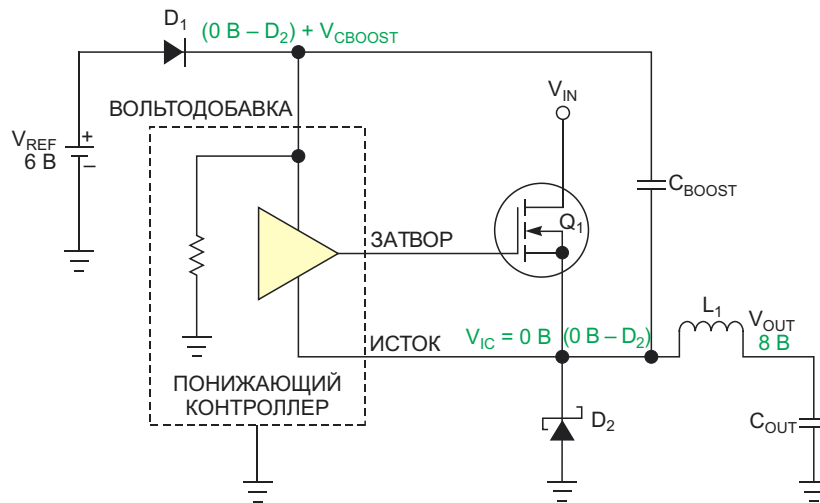 D1
(0 В – D2) + VCBOOST
ВОЛЬТОДОБАВКА
VIN
VREF
6 В
+
–
CBOOST
Q1
ЗАТВОР
ИСТОК
VIC = 0 В (0 В – D2)
L1
VOUT
8 В
ПОНИЖАЮЩИЙ
КОНТРОЛЛЕР
D2
COUT